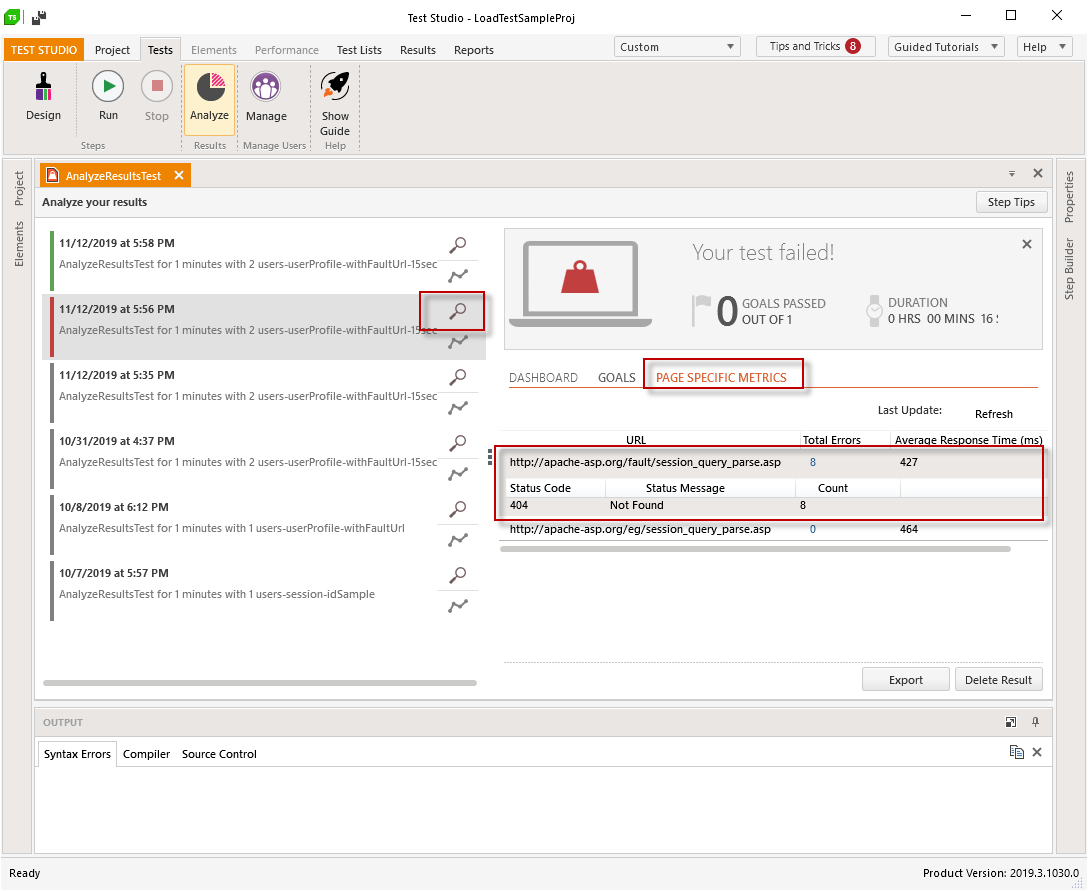 TS
Test Studio - LoadTestSampleProj
TEST STUDIO Project Tests Elements Performance Test Lists Results Reports Custom Tips and Tricks 8 Guided Tutorials Help
Design Run Stop Analyze Manage Show Guide
Steps Results Manage Users Help
Project
Elements
AnalyzeResultsTest
Analyze your results Step Tips
11/12/2019 at 5:58 PM
AnalyzeResultsTest for 1 minutes with 2 users-userProfile-withFaultUrl-15sec
11/12/2019 at 5:56 PM
AnalyzeResultsTest for 1 minutes with 2 users-userProfile-withFaultUrl-15sec
11/12/2019 at 5:35 PM
AnalyzeResultsTest for 1 minutes with 2 users-userProfile-withFaultUrl-15sec
10/31/2019 at 4:37 PM
AnalyzeResultsTest for 1 minutes with 2 users-userProfile-withFaultUrl-15sec
10/8/2019 at 6:12 PM
AnalyzeResultsTest for 1 minutes with 1 users-userProfile-withFaultUrl
10/7/2019 at 5:57 PM
AnalyzeResultsTest for 1 minutes with 1 users-session-idSample
Your test failed!
0 GOALS PASSED
OUT OF 1
DURATION
0 HRS 00 MINS 16
DASHBOARD GOALS PAGE SPECIFIC METRICS
Last Update: Refresh
URL Total Errors Average Response Time (ms)
http://apache-asp.org/fault/session_query_parse.asp 8 427
Status Code Status Message Count
404 Not Found 8
http://apache-asp.org/eg/session_query_parse.asp 0 464
Export Delete Result
Properties
Step Builder
OUTPUT
Syntax Errors Compiler Source Control
Ready Product Version: 2019.3.1030.0